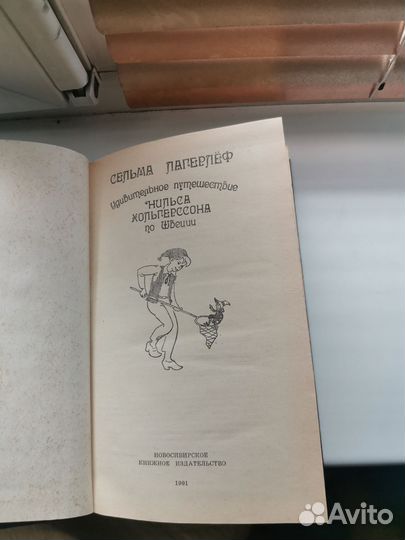 СЕЛЬМА ЛАГЕРЛЁФ
Удивительное путешествие
Нильса
Хольгерссона
по Швеции
НОВОСИБИРСКОЕ
КНИЖНОЕ ИЗДАТЕЛЬСТВО
1991
Avito